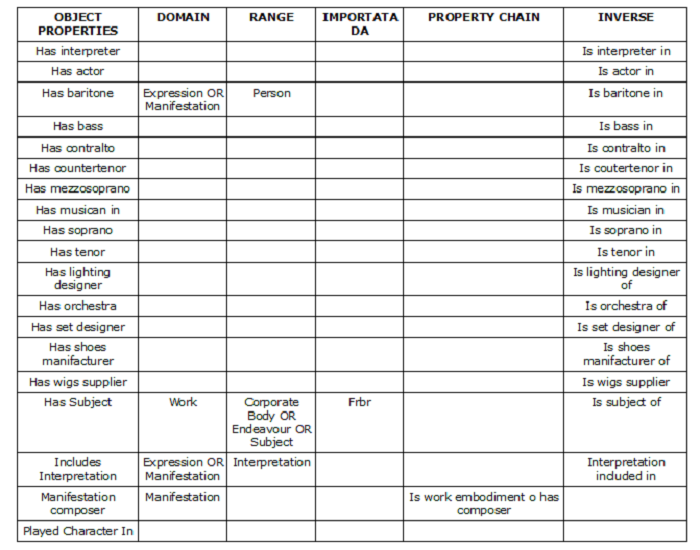 OBJECT PROPERTIES DOMAIN RANGE IMPORTATA DA PROPERTY CHAIN INVERSE
Has interpreter Is interpreter in
Has actor Is actor in
Has baritone Expression OR Manifestation Person Is baritone in
Has bass Is bass in
Has contralto Is contralto in
Has countertenor Is coutertenor in
Has mezzosoprano Is mezzosoprano in
Has musican in Is musician in
Has soprano Is soprano in
Has tenor Is tenor in
Has lighting designer Is lighting designer of
Has orchestra Is orchestra of
Has set designer Is set designer of
Has shoes manifacturer Is shoes manifacturer of
Has wigs supplier Is wigs supplier
Has Subject Work Corporate Body OR Endeavour OR Subject Frbr Is subject of
Includes Interpretation Expression OR Manifestation Interpretation Interpretation included in
Manifestation composer Manifestation Is work embodiment o has composer
Played Character In